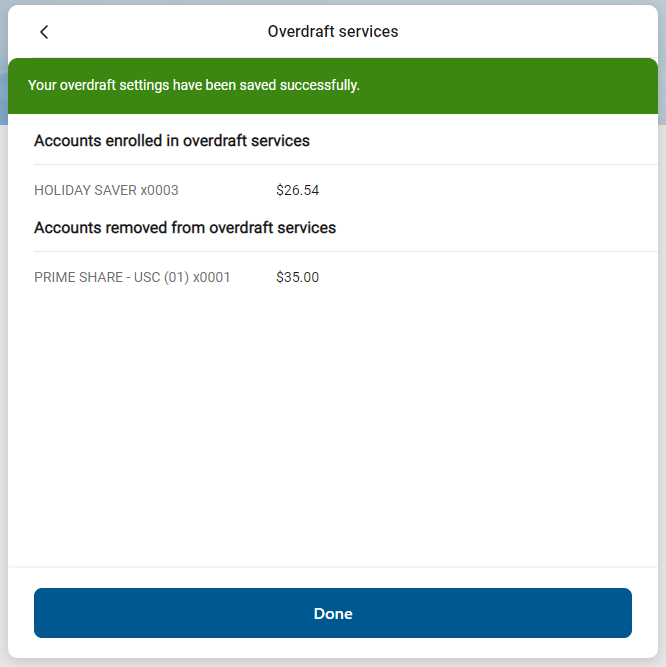 Overdraft services
Your overdraft settings have been saved successfully.
Accounts enrolled in overdraft services
HOLIDAY SAVER x0003 $26.54
Accounts removed from overdraft services
PRIME SHARE - USC (01) x0001 $35.00
Done